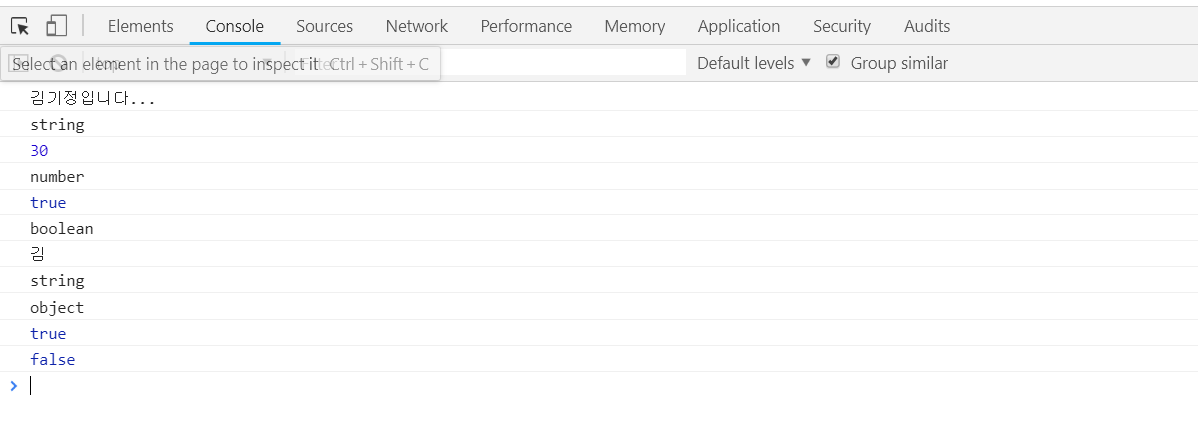 Elements Console Sources Network Performance Memory Application Security Audits
Select an element in the page to inspect it Ctrl + Shift + C Default levels ▼ Group similar
김기정입니다...
string
30
number
true
boolean
김
string
object
true
false